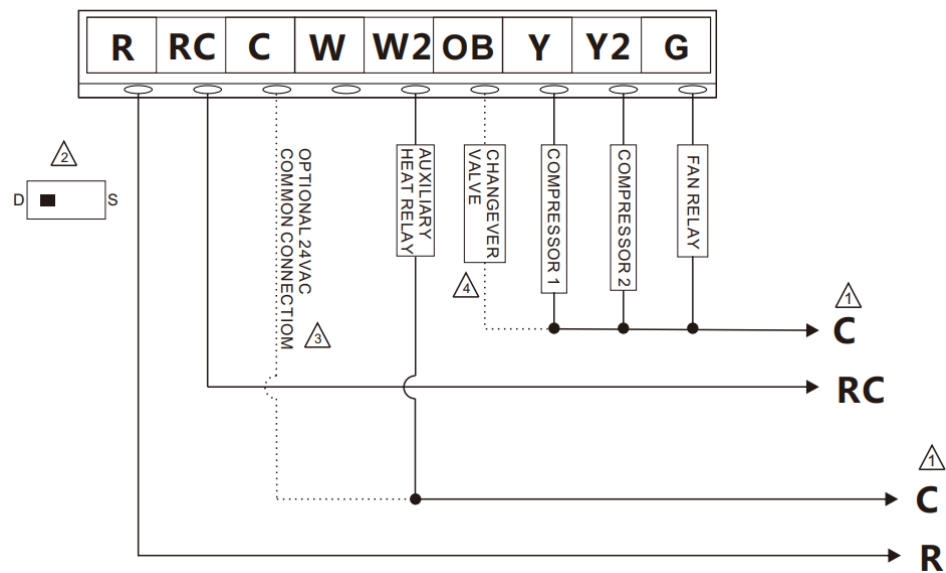 R RC C W W2 OB Y Y2 G
2
D S
OPTIONAL 24VAC
COMMON CONNECTIOM
3
AUXILIARY
HEAT RELAY
CHANGEVER
VALVE
4
COMPRESSOR 1
COMPRESSOR 2
FAN RELAY
1
C
RC
1
C
R